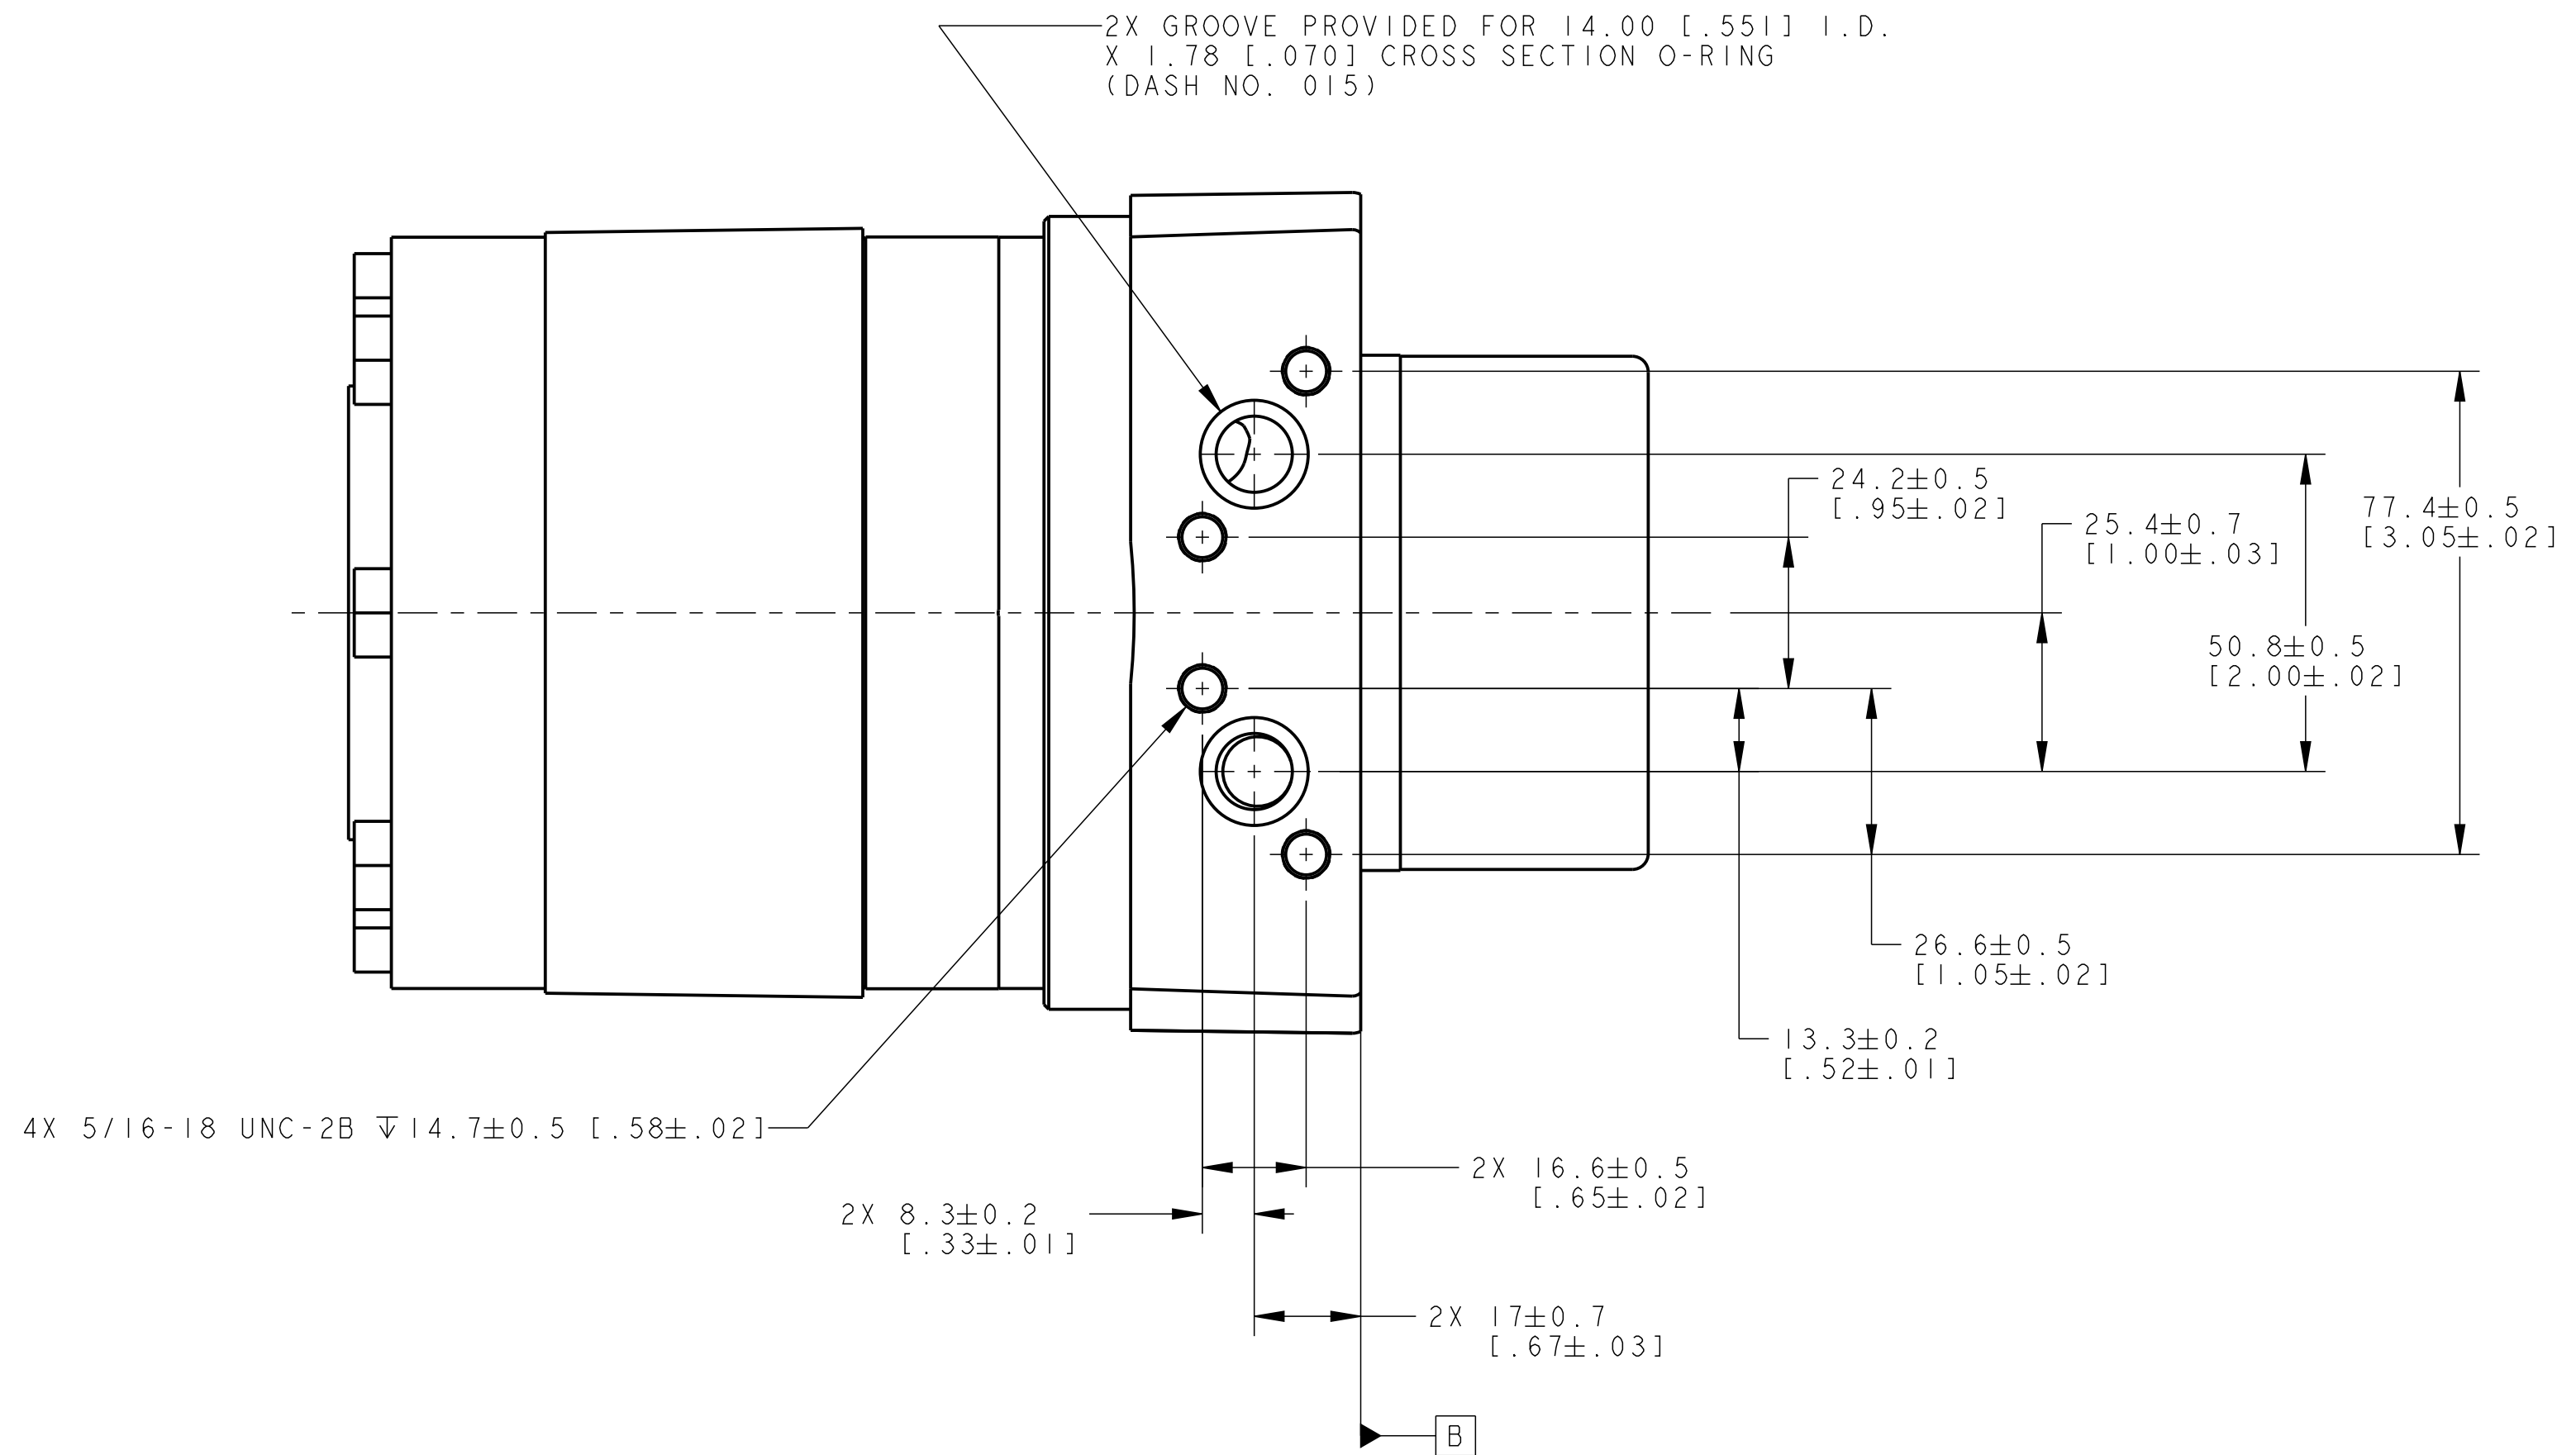 2X GROOVE PROVIDED FOR 14.00 [.551] I.D.
X 1.78 [.070] CROSS SECTION O-RING
(DASH NO. 015)
24.2±0.5
[.95±.02]
25.4±0.7
[1.00±.03]
77.4±0.5
[3.05±.02]
50.8±0.5
[2.00±.02]
26.6±0.5
[1.05±.02]
13.3±0.2
[.52±.01]
4X 5/16-18 UNC-2B ↧14.7±0.5 [.58±.02]
2X 16.6±0.5
[.65±.02]
2X 8.3±0.2
[.33±.01]
2X 17±0.7
[.67±.03]
B